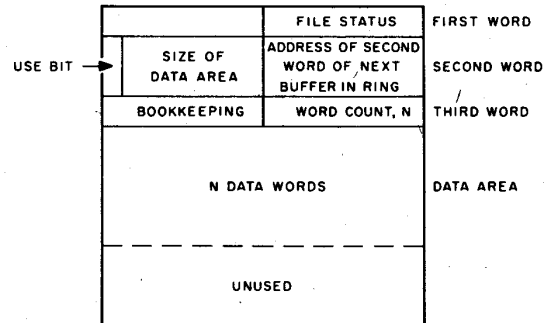 FILE STATUS FIRST WORD
USE BIT SIZE OF DATA AREA ADDRESS OF SECOND WORD OF NEXT BUFFER IN RING SECOND WORD
BOOKKEEPING WORD COUNT, N THIRD WORD
N DATA WORDS DATA AREA
UNUSED